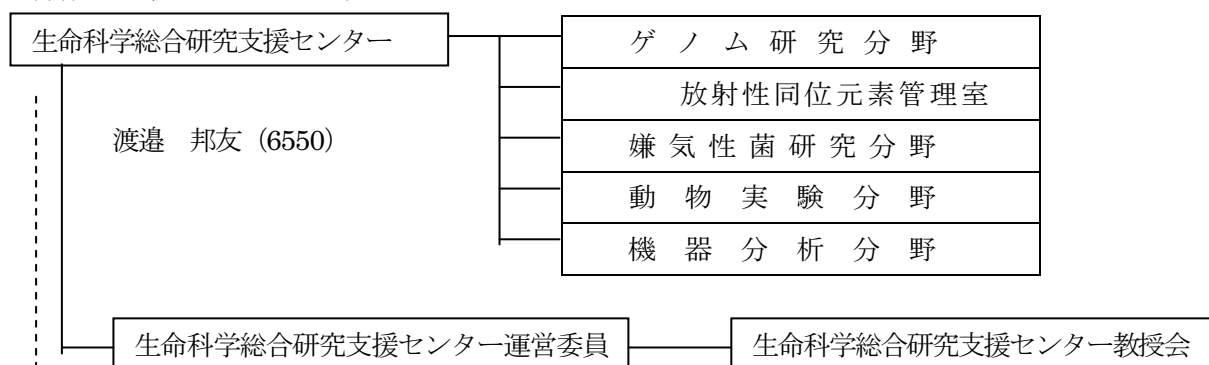 生命科学総合研究支援センター
ゲノム研究分野
放射性同位元素管理室
渡邉 邦友（6550）
嫌気性菌研究分野
動物実験分野
機器分析分野
生命科学総合研究支援センター運営委員
生命科学総合研究支援センター教授会